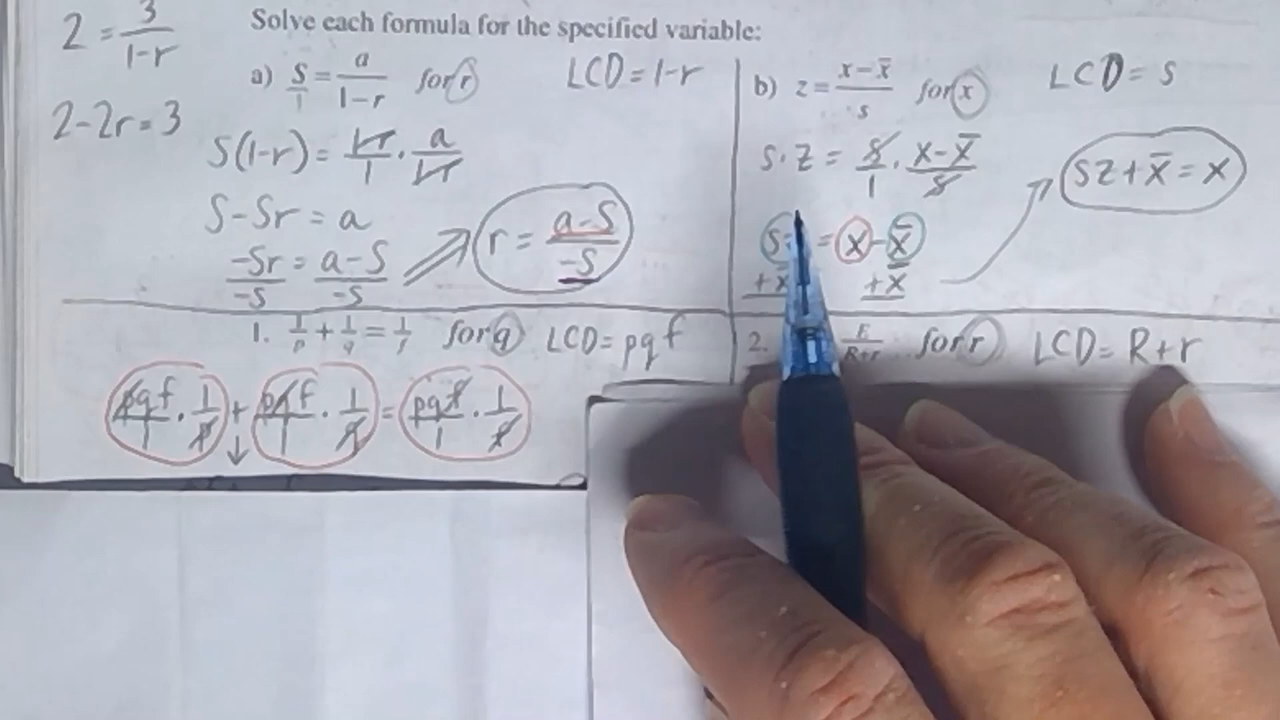 2 = 3/(1-r)
2-2r=3
Solve each formula for the specified variable:
a) S/1 = a/(1-r) for r LCD=1-r
S(1-r) = (1-r)/1 · a/(1-r)
S-Sr = a
-Sr/-S = (a-S)/-S
r = (a-S)/-S
b) z = (x-x̄)/s for x LCD= s
s·z = s/1 · (x-x̄)/s
= x-x̄
+x̄
sz+x̄=x
1. 1/p + 1/q = 1/f for q LCD= pqf
pqf/1 · 1/p + pqf/1 · 1/q = pqf/1 · 1/f
2. E/(R+r) for r LCD= R+r